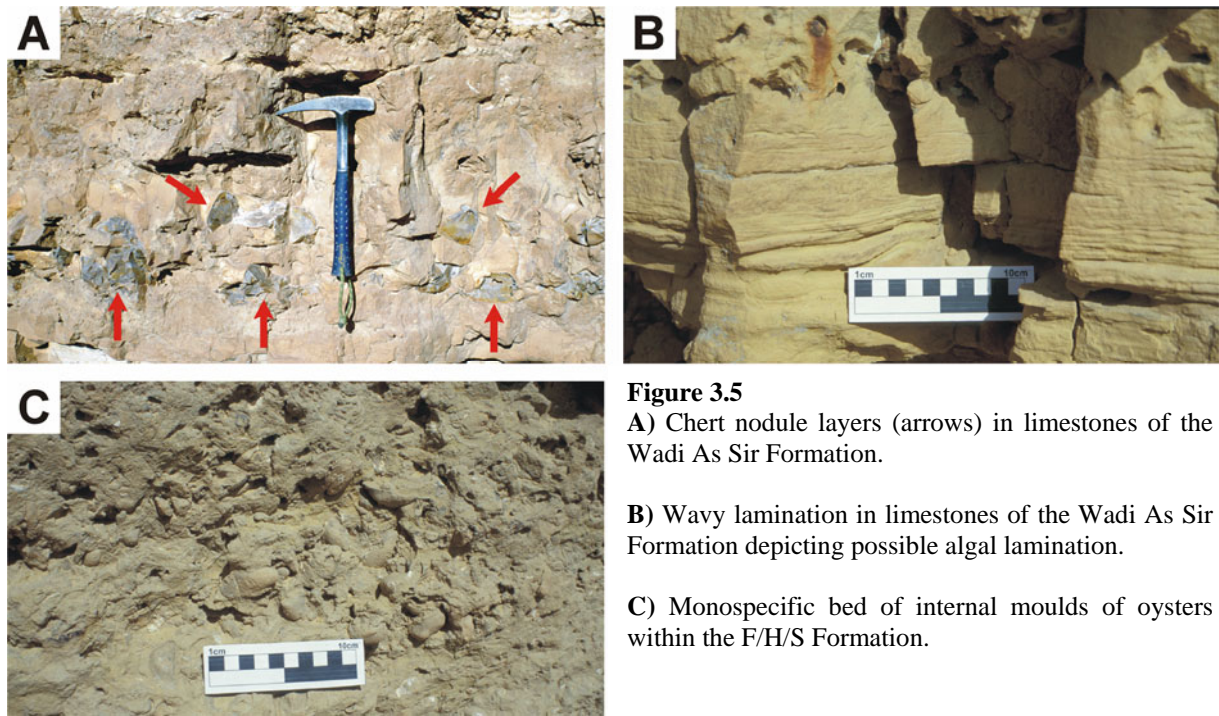 A
B
1cm 10cm
C
1cm 10cm
Figure 3.5
A) Chert nodule layers (arrows) in limestones of the
Wadi As Sir Formation.
B) Wavy lamination in limestones of the Wadi As Sir
Formation depicting possible algal lamination.
C) Monospecific bed of internal moulds of oysters
within the F/H/S Formation.